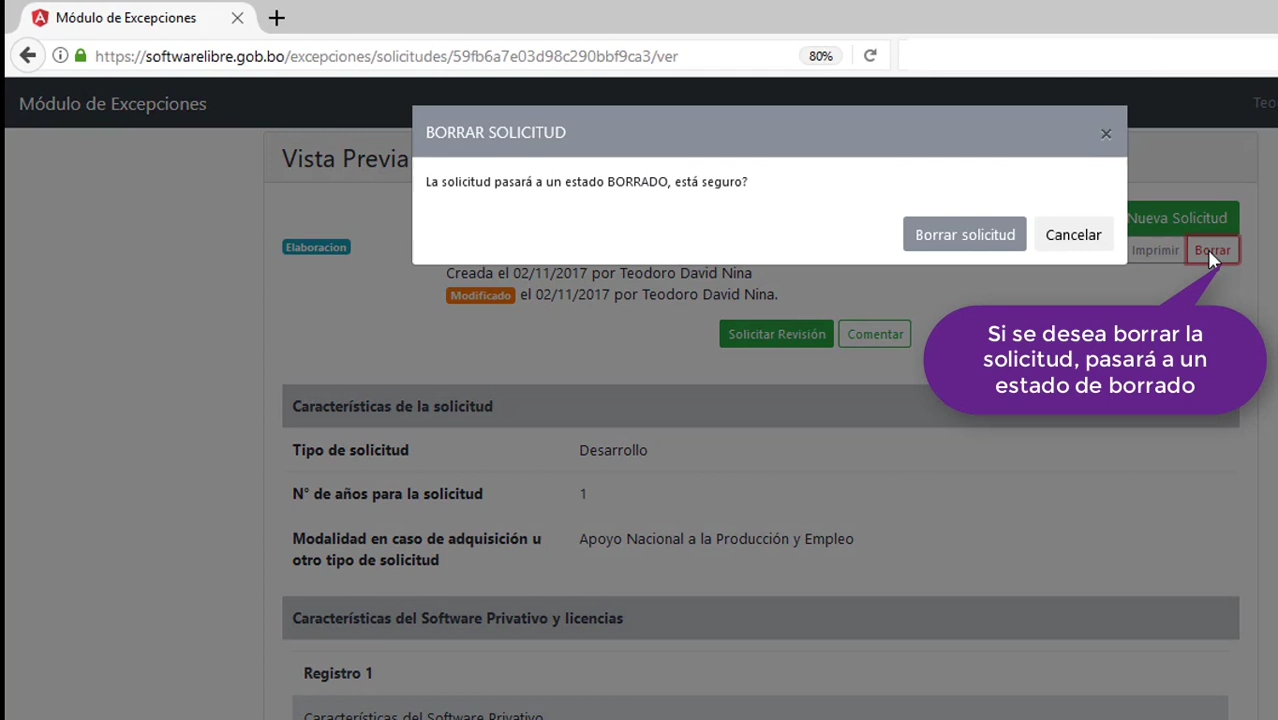 Módulo de Excepciones
https://softwarelibre.gob.bo/excepciones/solicitudes/59fb6a7e03d98c290bbf9ca3/ver
80%
Módulo de Excepciones
Teo
BORRAR SOLICITUD
La solicitud pasará a un estado BORRADO, está seguro?
Borrar solicitud Cancelar
Vista Previa
Nueva Solicitud
Elaboracion
Imprimir Borrar
Creada el 02/11/2017 por Teodoro David Nina
Modificado el 02/11/2017 por Teodoro David Nina.
Solicitar Revisión Comentar
Si se desea borrar la
solicitud, pasará a un
estado de borrado
Características de la solicitud
Tipo de solicitud Desarrollo
N° de años para la solicitud 1
Modalidad en caso de adquisición u Apoyo Nacional a la Producción y Empleo
otro tipo de solicitud
Características del Software Privativo y licencias
Registro 1
Características del Software Privativo